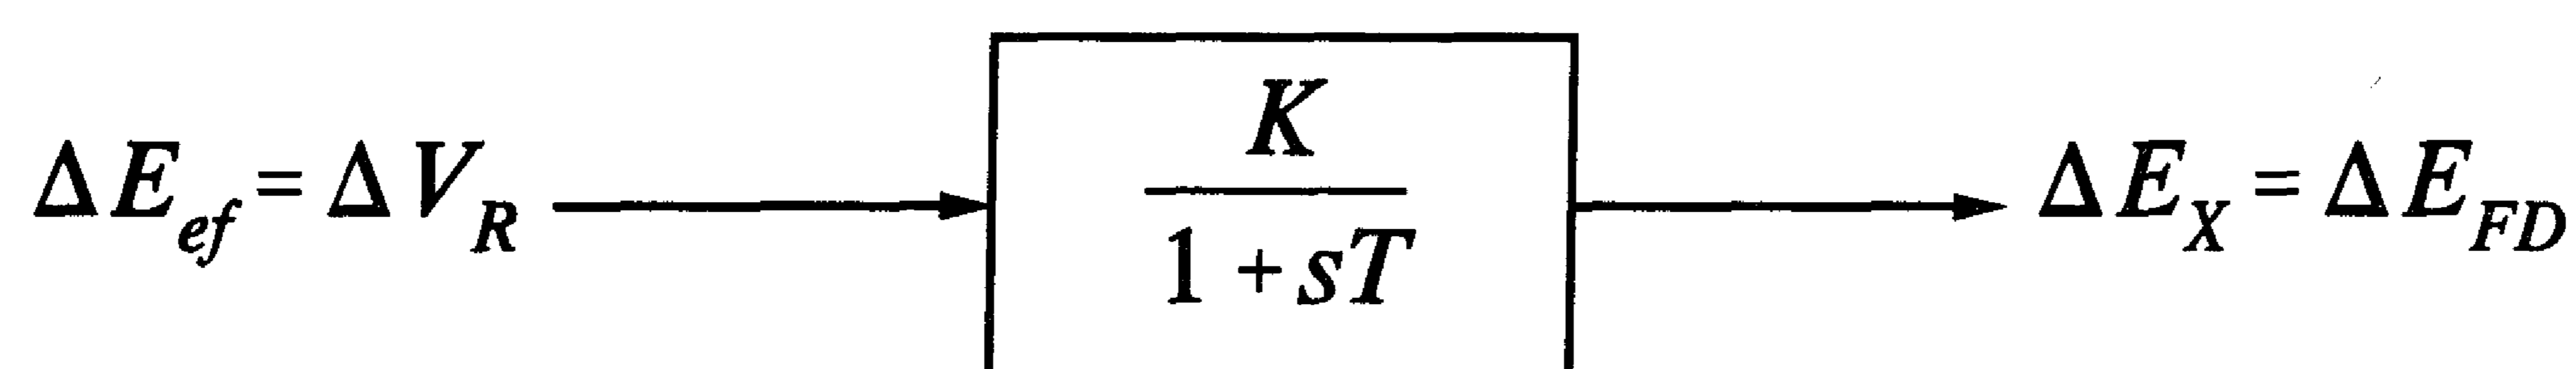 ΔE_ef = ΔV_R
K
1 + sT
ΔE_X = ΔE_FD